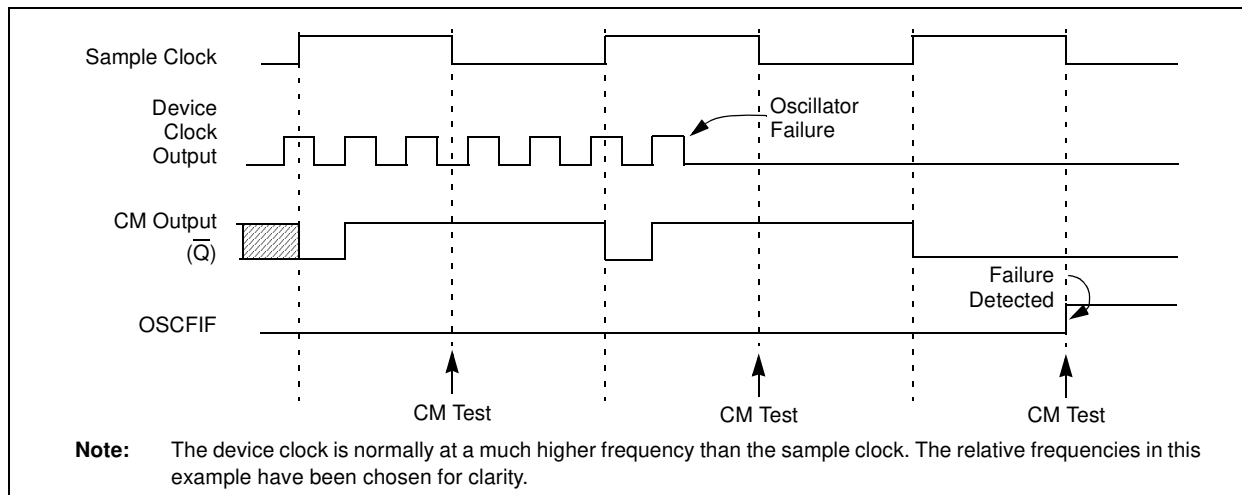 Sample Clock
Device
Clock
Output
Oscillator
Failure
CM Output
(Q̅)
Failure
Detected
OSCFIF
CM Test
CM Test
CM Test
Note: The device clock is normally at a much higher frequency than the sample clock. The relative frequencies in this
example have been chosen for clarity.